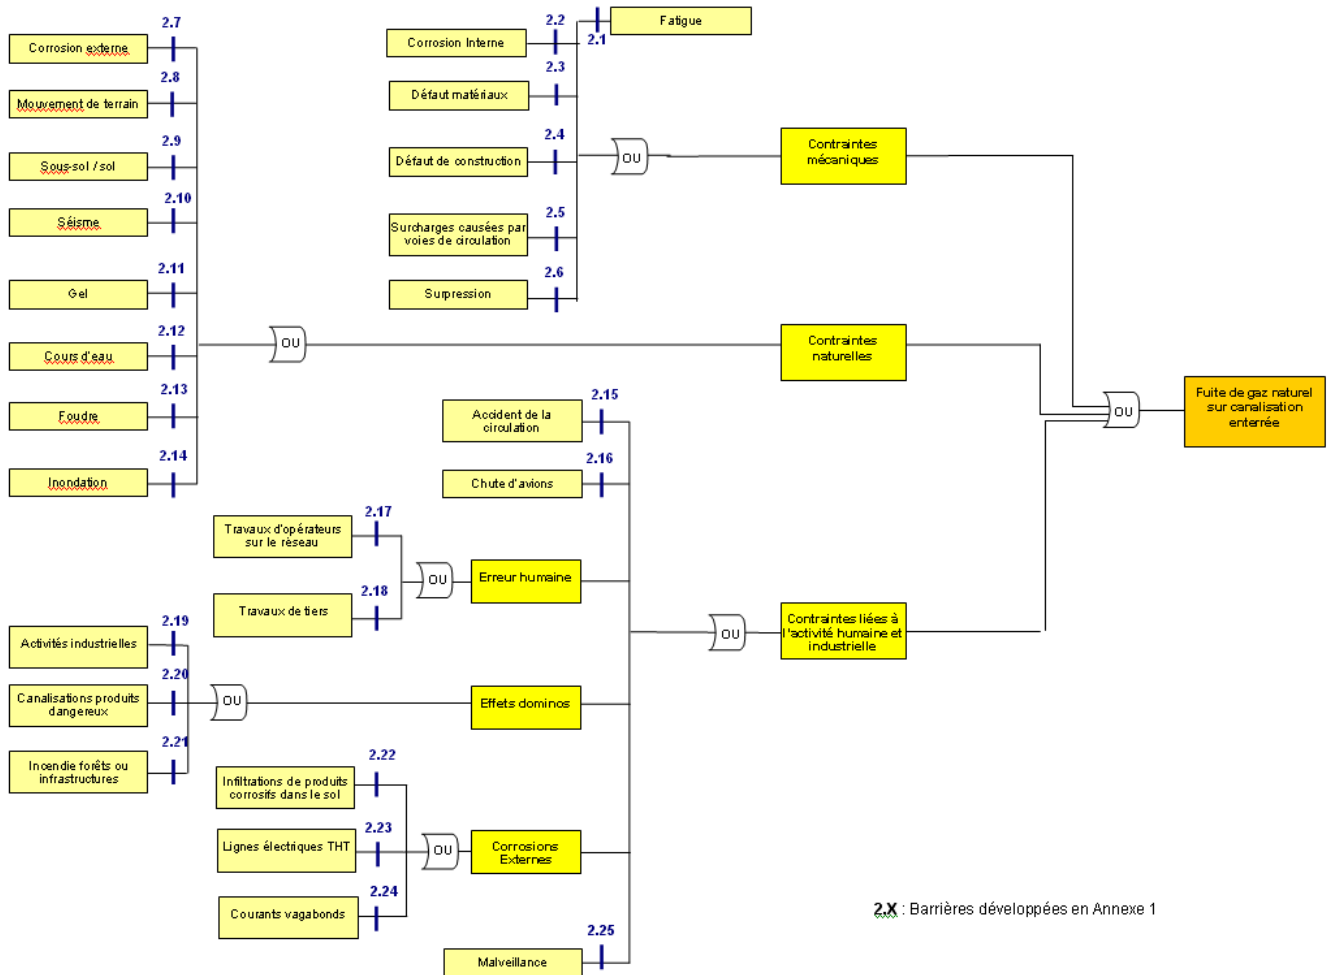 2.7
Corrosion externe
2.8
Mouvement de terrain
2.9
Sous-sol / sol
2.10
Séisme
2.11
Gel
2.12
Cours d'eau
2.13
Foudre
2.14
Inondation
OU
2.1
Fatigue
2.2
Corrosion Interne
2.3
Défaut matériaux
2.4
Défaut de construction
2.5
Surcharges causées par
voies de circulation
2.6
Surpression
OU
Contraintes
mécaniques
Contraintes
naturelles
2.15
Accident de la
circulation
2.16
Chute d'avions
2.17
Travaux d'opérateurs
sur le réseau
2.18
Travaux de tiers
OU
Erreur humaine
2.19
Activités industrielles
2.20
Canalisations produits
dangereux
2.21
Incendie forêts ou
infrastructures
OU
Effets dominos
2.22
Infiltrations de produits
corrosifs dans le sol
2.23
Lignes électriques THT
2.24
Courants vagabonds
OU
Corrosions
Externes
2.25
Malveillance
OU
Contraintes liées à
l'activité humaine et
industrielle
OU
Fuite de gaz naturel
sur canalisation
enterrée
2.X : Barrières développées en Annexe 1